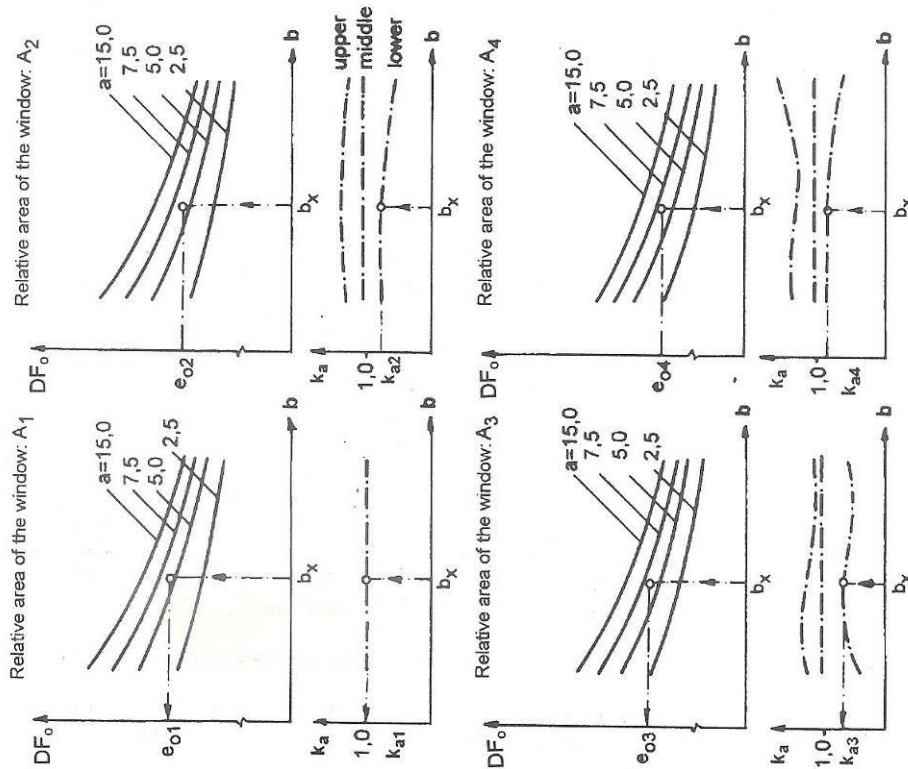 Relative area of the window: A1
DFo
a=15,0
7,5
5,0
2,5
eo1
bx
b
ka
1,0
ka1
bx
b
Relative area of the window: A2
DFo
a=15,0
7,5
5,0
2,5
eo2
bx
b
ka
1,0
ka2
upper
middle
lower
bx
b
Relative area of the window: A3
DFo
a=15,0
7,5
5,0
2,5
eo3
bx
b
ka
1,0
ka3
bx
b
Relative area of the window: A4
DFo
a=15,0
7,5
5,0
2,5
eo4
bx
b
ka
1,0
ka4
bx
b